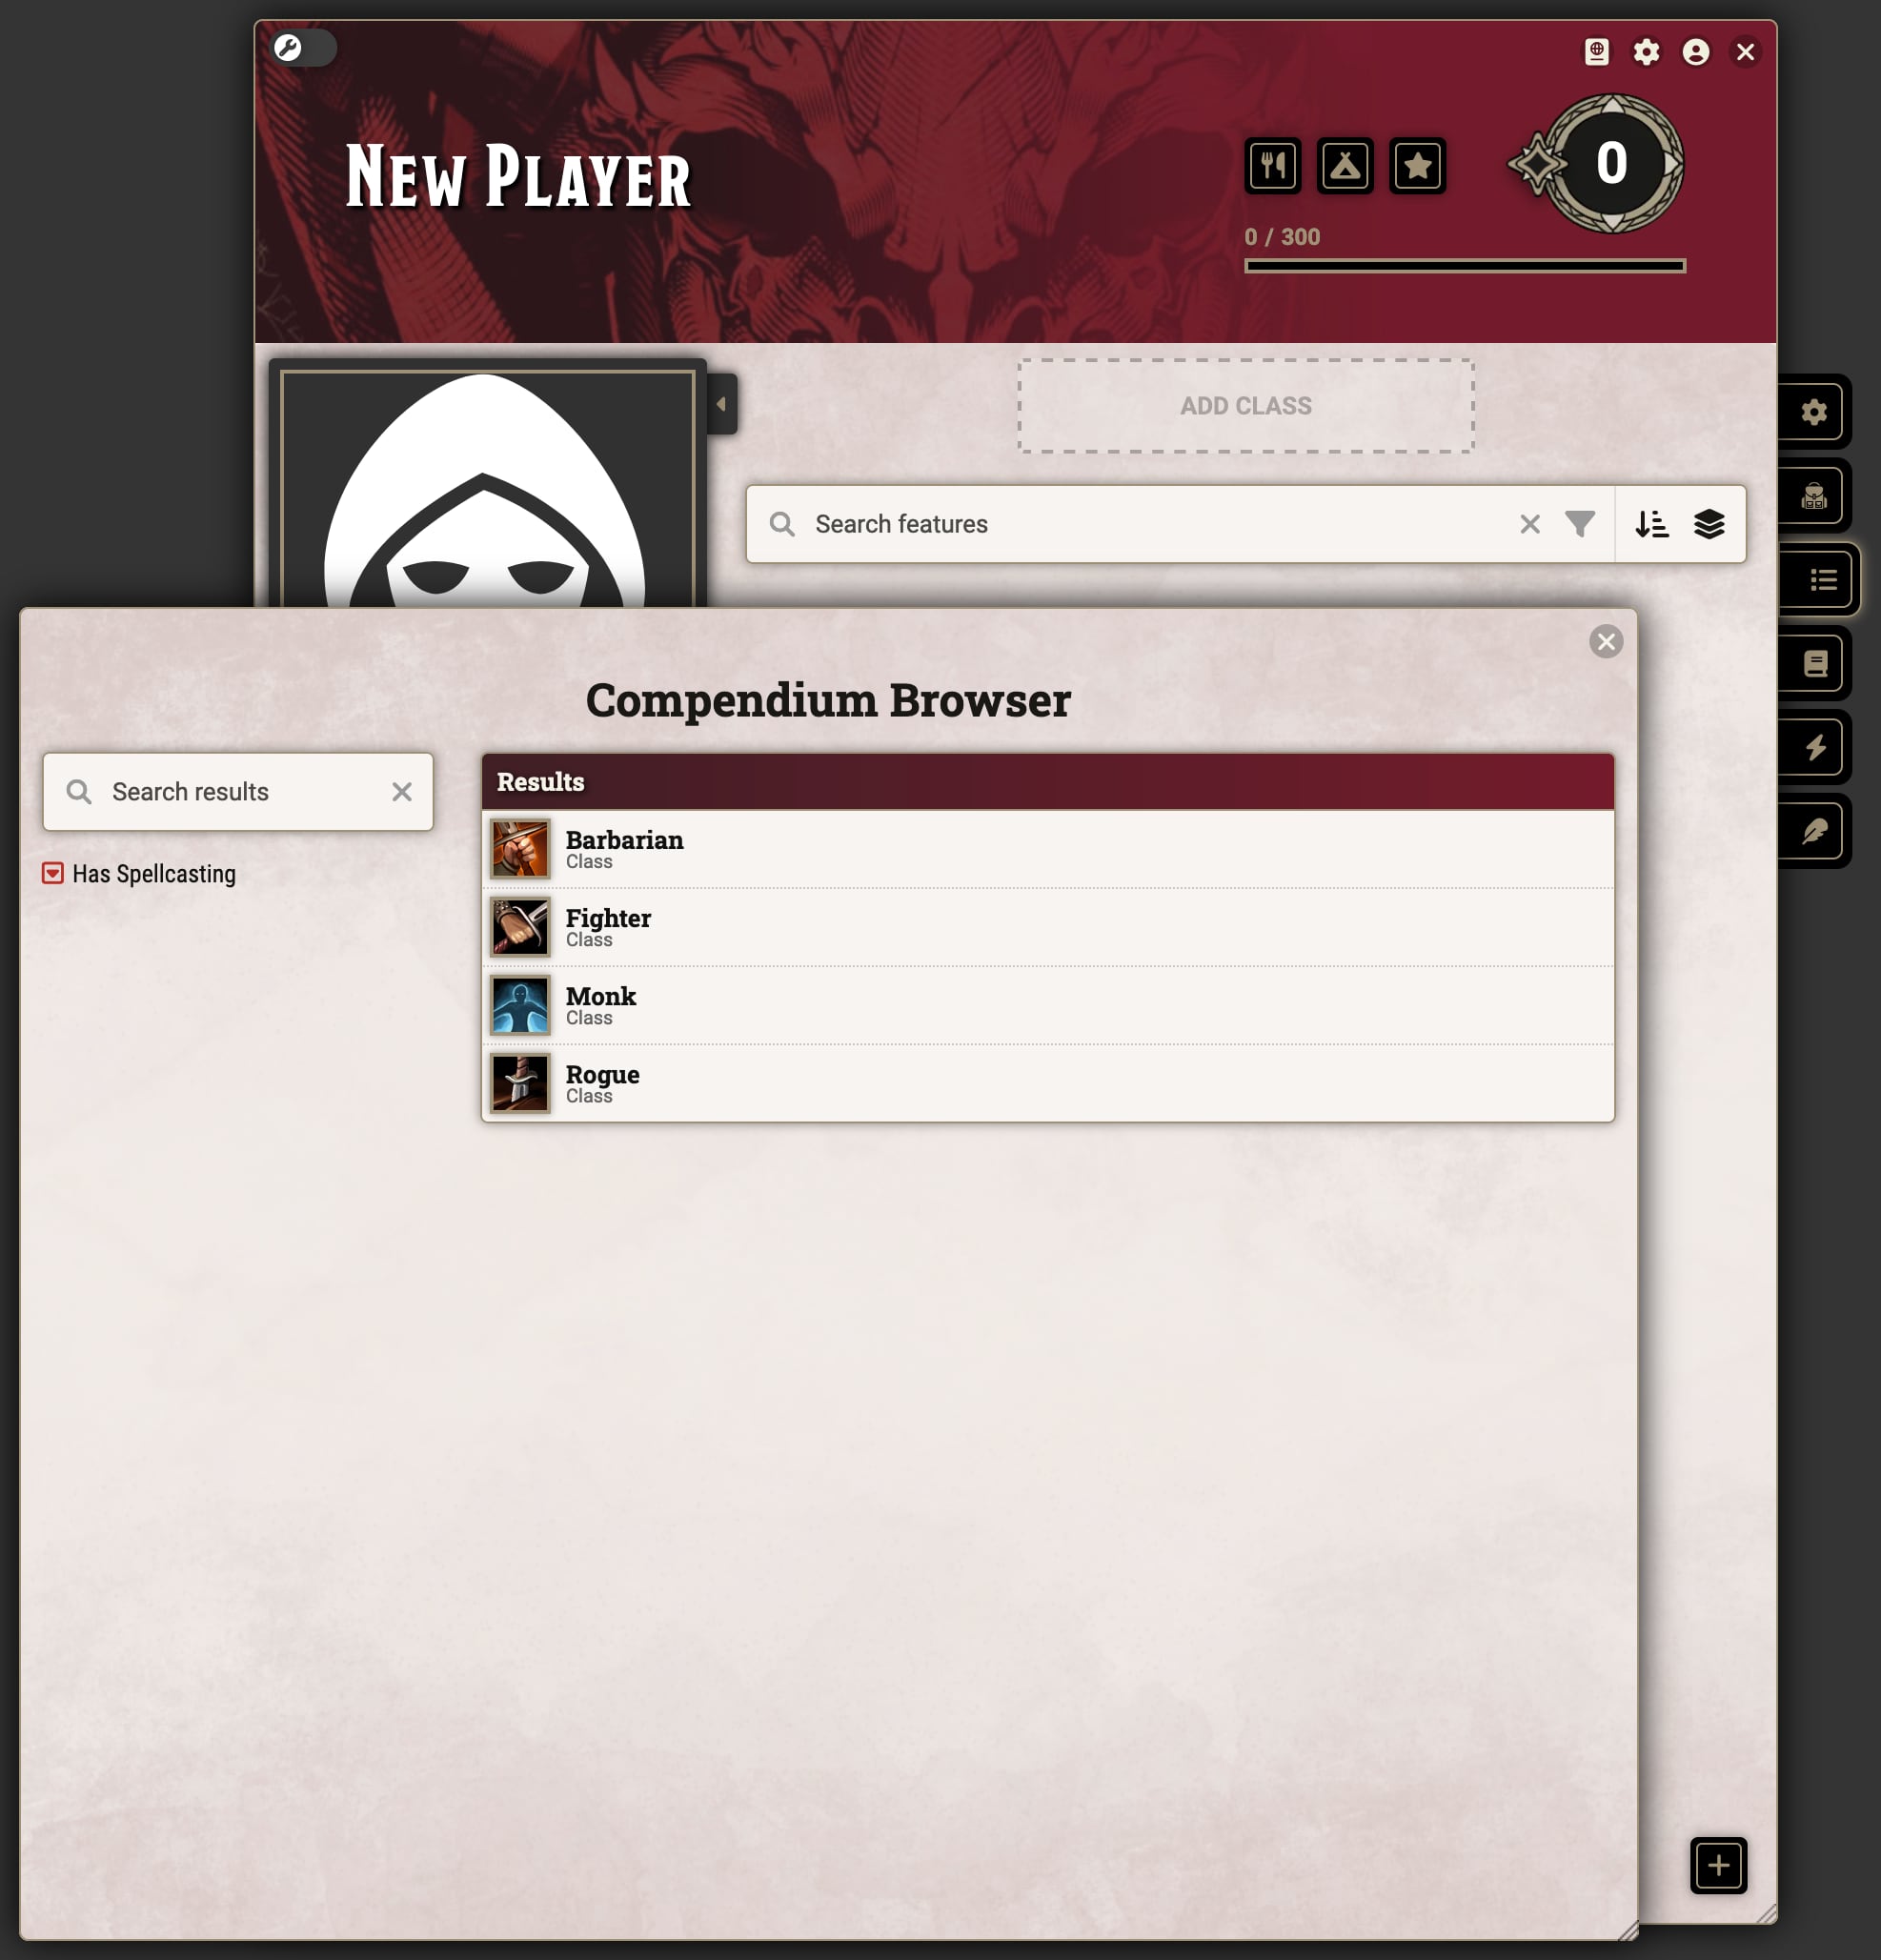 New Player
0
0 / 300
ADD CLASS
Search features
Compendium Browser
Search results
Has Spellcasting
Results
Barbarian
Class
Fighter
Class
Monk
Class
Rogue
Class